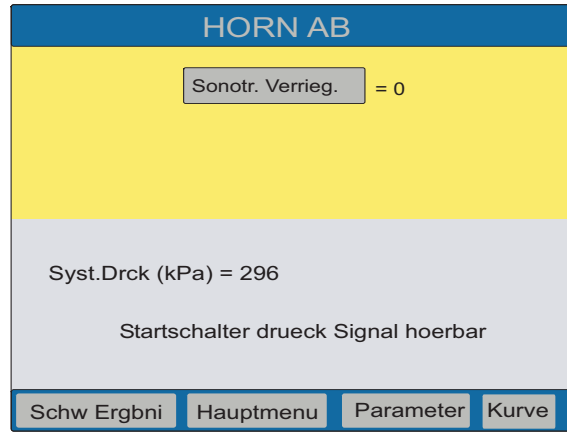 HORN AB
Sonotr. Verrieg. = 0
Syst.Drck (kPa) = 296
Startschalter drueck Signal hoerbar
Schw Ergbni Hauptmenu Parameter Kurve